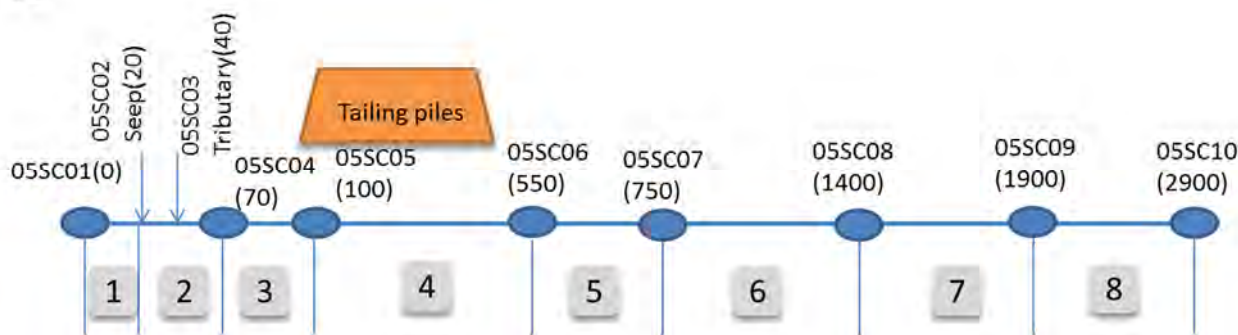 05SC02
Seep(20)
05SC03
Tributary(40)
Tailing piles
05SC01(0)
05SC04
(70)
05SC05
(100)
05SC06
(550)
05SC07
(750)
05SC08
(1400)
05SC09
(1900)
05SC10
(2900)
1
2
3
4
5
6
7
8